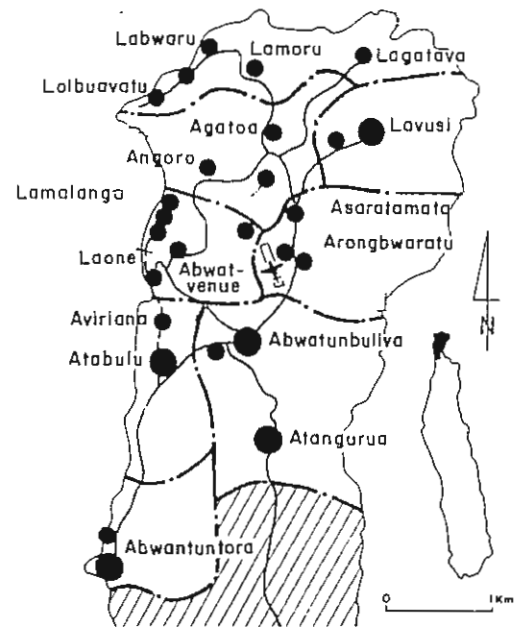 Labwaru
Lamoru
Lagatava
Lolbuavatu
Agatoa
Lavusi
Angoro
Lamalanga
Asaratamata
Arongbwaratu
Laone
Abwat-
venue
Aviriana
Abwatunbuliva
Atabulu
N
Atangurua
Abwantuntora
0 1Km